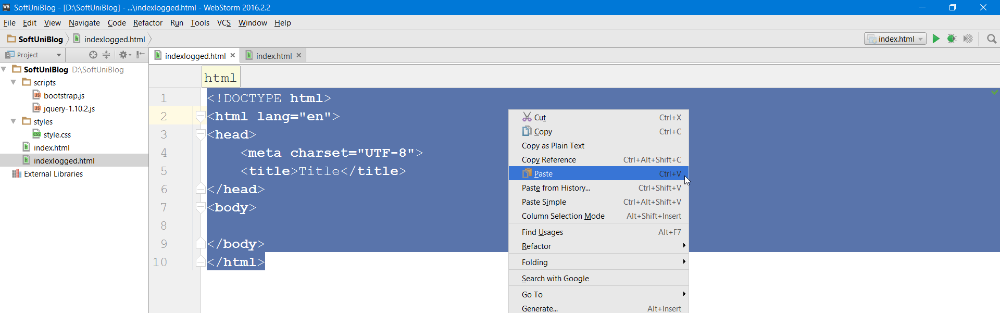 WS SoftUniBlog - [D:\SoftUniBlog] - ...\indexlogged.html - WebStorm 2016.2.2
File Edit View Navigate Code Refactor Run Tools VCS Window Help
SoftUniBlog indexlogged.html index.html
Project indexlogged.html index.html
SoftUniBlog D:\SoftUniBlog
scripts
bootstrap.js
jquery-1.10.2.js
styles
style.css
index.html
indexlogged.html
External Libraries
html
1 <!DOCTYPE html>
2 <html lang="en">
3 <head>
4 <meta charset="UTF-8">
5 <title>Title</title>
6 </head>
7 <body>
8
9 </body>
10 </html>
Cut Ctrl+X
Copy Ctrl+C
Copy as Plain Text
Copy Reference Ctrl+Alt+Shift+C
Paste Ctrl+V
Paste from History... Ctrl+Shift+V
Paste Simple Ctrl+Alt+Shift+V
Column Selection Mode Alt+Shift+Insert
Find Usages Alt+F7
Refactor
Folding
Search with Google
Go To
Generate... Alt+Insert